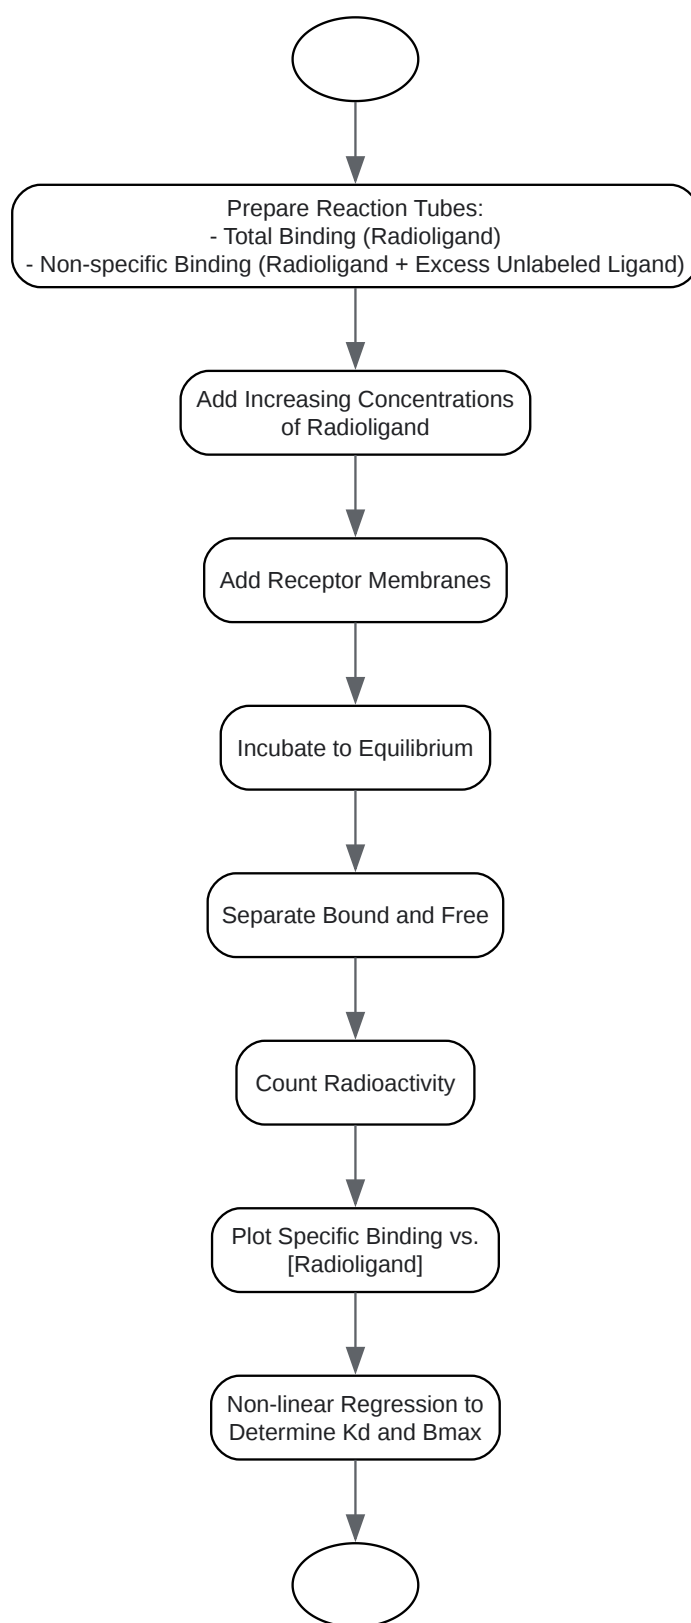 Prepare Reaction Tubes:
- Total Binding (Radioligand)
- Non-specific Binding (Radioligand + Excess Unlabeled Ligand)
Add Increasing Concentrations
of Radioligand
Add Receptor Membranes
Incubate to Equilibrium
Separate Bound and Free
Count Radioactivity
Plot Specific Binding vs.
[Radioligand]
Non-linear Regression to
Determine Kd and Bmax